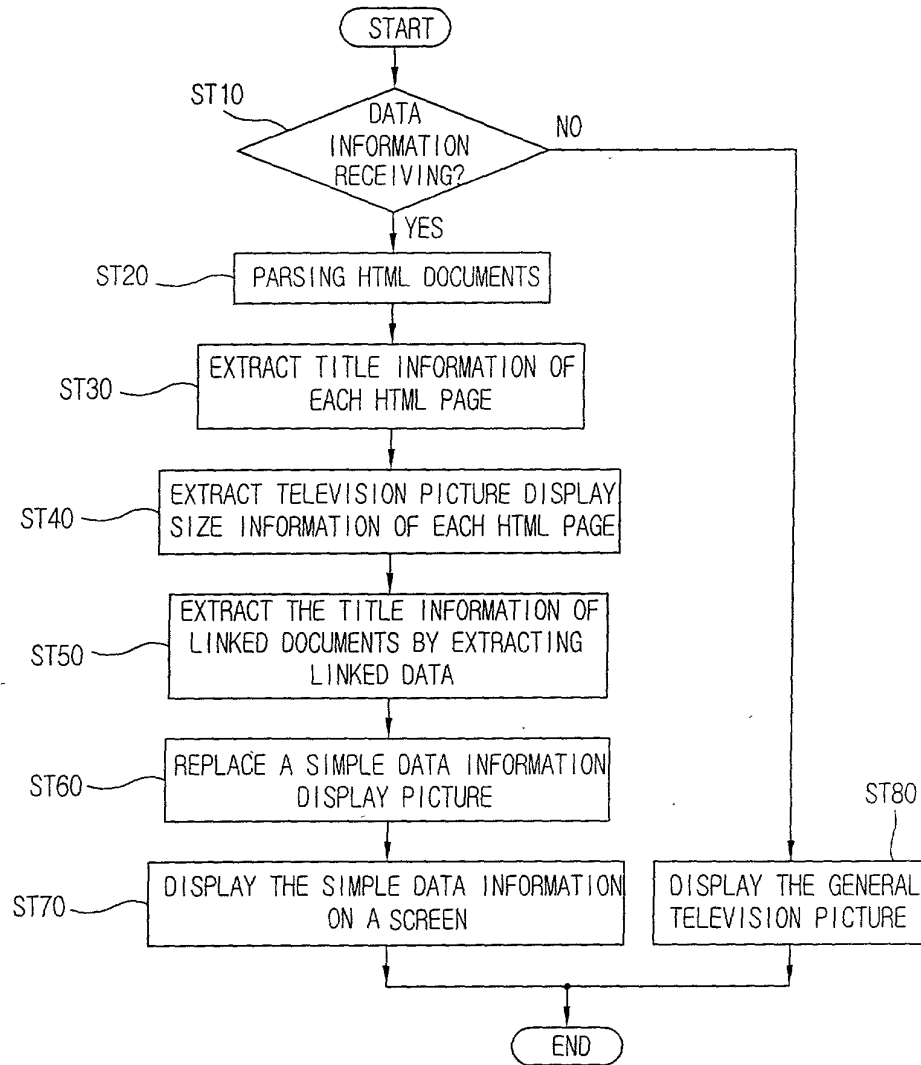 START
ST10
DATA
INFORMATION
RECEIVING?
NO
YES
ST20
PARSING HTML DOCUMENTS
ST30
EXTRACT TITLE INFORMATION OF
EACH HTML PAGE
ST40
EXTRACT TELEVISION PICTURE DISPLAY
SIZE INFORMATION OF EACH HTML PAGE
ST50
EXTRACT THE TITLE INFORMATION OF
LINKED DOCUMENTS BY EXTRACTING
LINKED DATA
ST60
REPLACE A SIMPLE DATA INFORMATION
DISPLAY PICTURE
ST80
ST70
DISPLAY THE SIMPLE DATA INFORMATION
ON A SCREEN
DISPLAY THE GENERAL
TELEVISION PICTURE
END